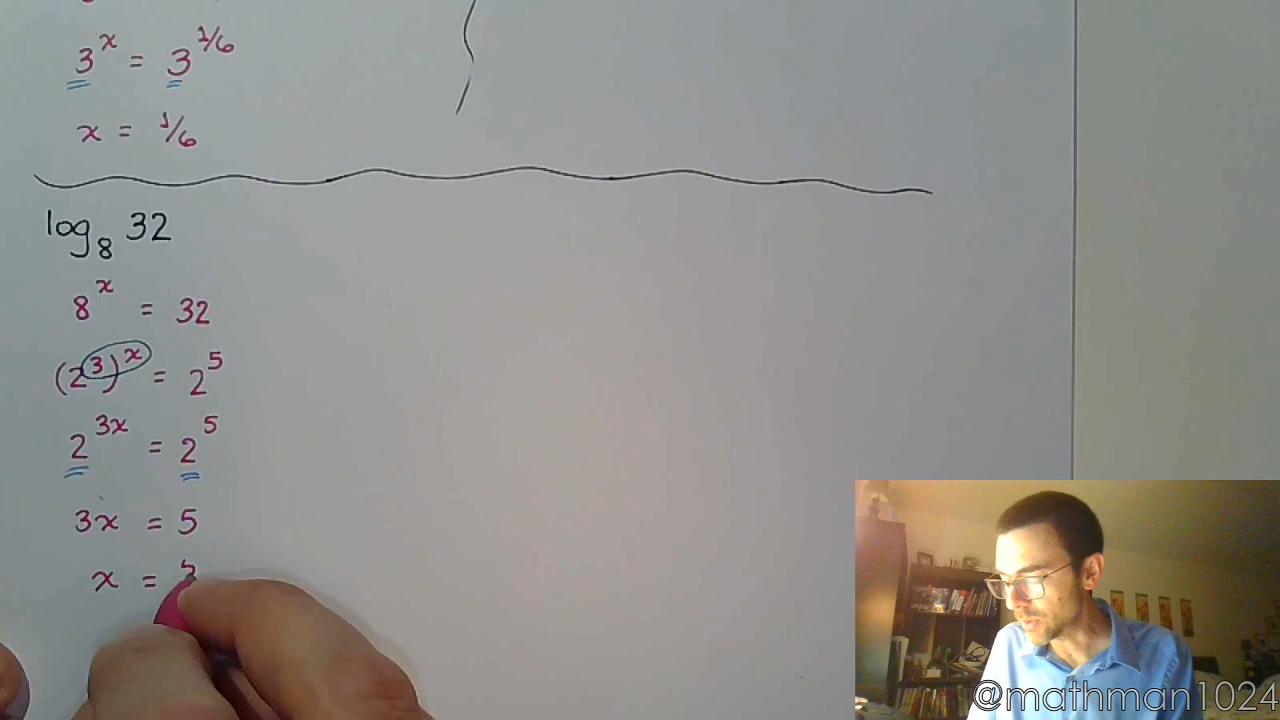 3^x = 3^1/6
x = 1/6
log_8 32
8^x = 32
(2^3)^x = 2^5
2^3x = 2^5
3x = 5
x =
@mathman1024